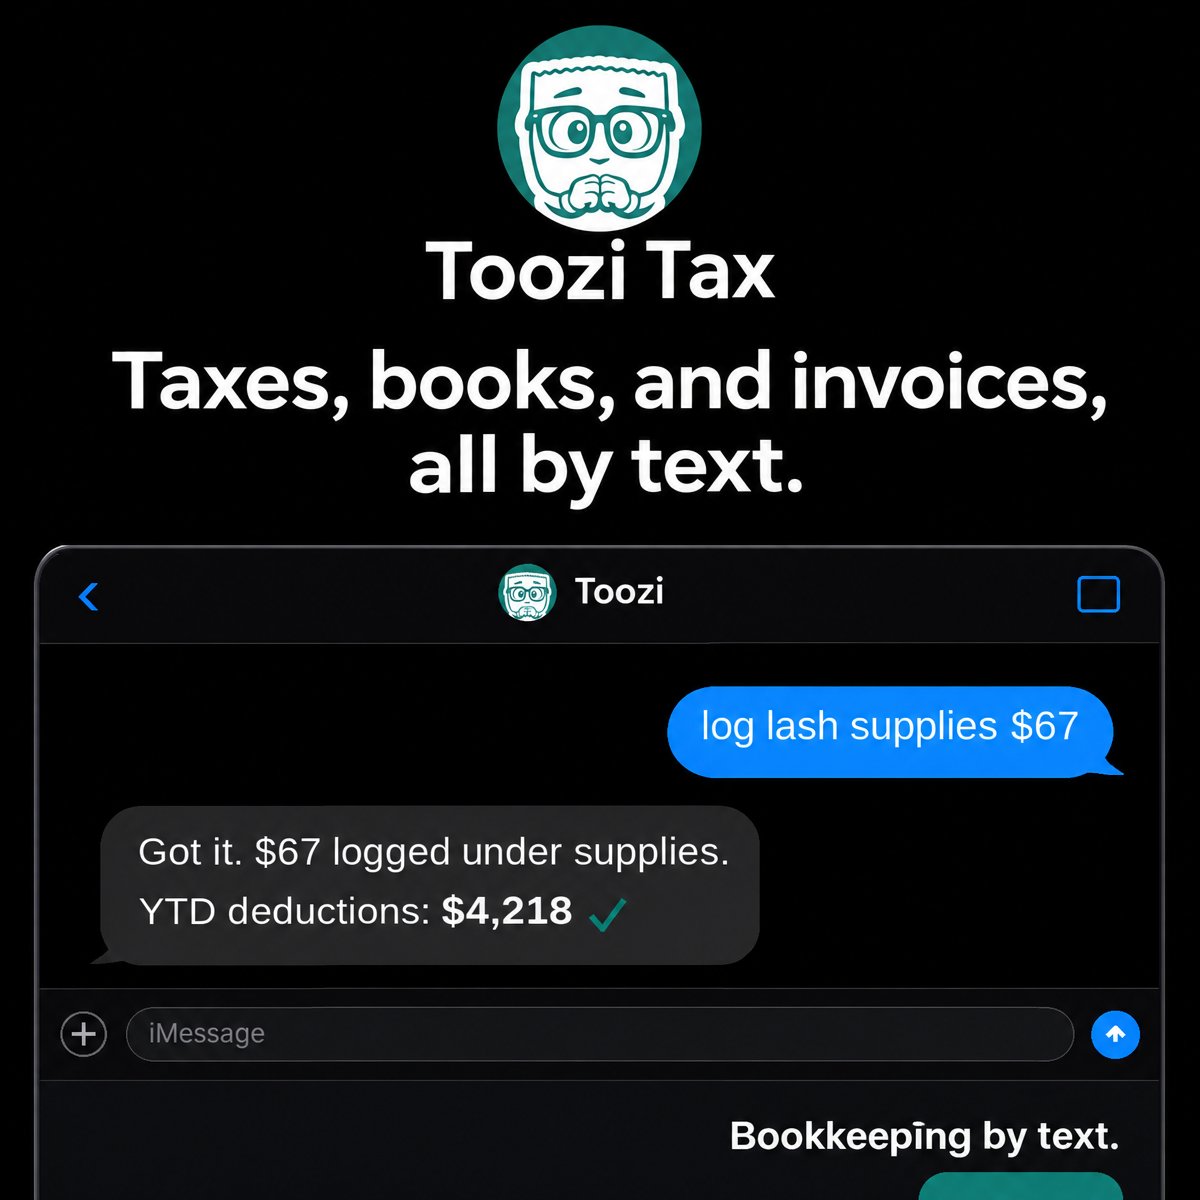 Toozi Tax
Taxes, books, and invoices,
all by text.
Toozi
log lash supplies $67
Got it. $67 logged under supplies.
YTD deductions: $4,218
iMessage
Bookkeeping by text.